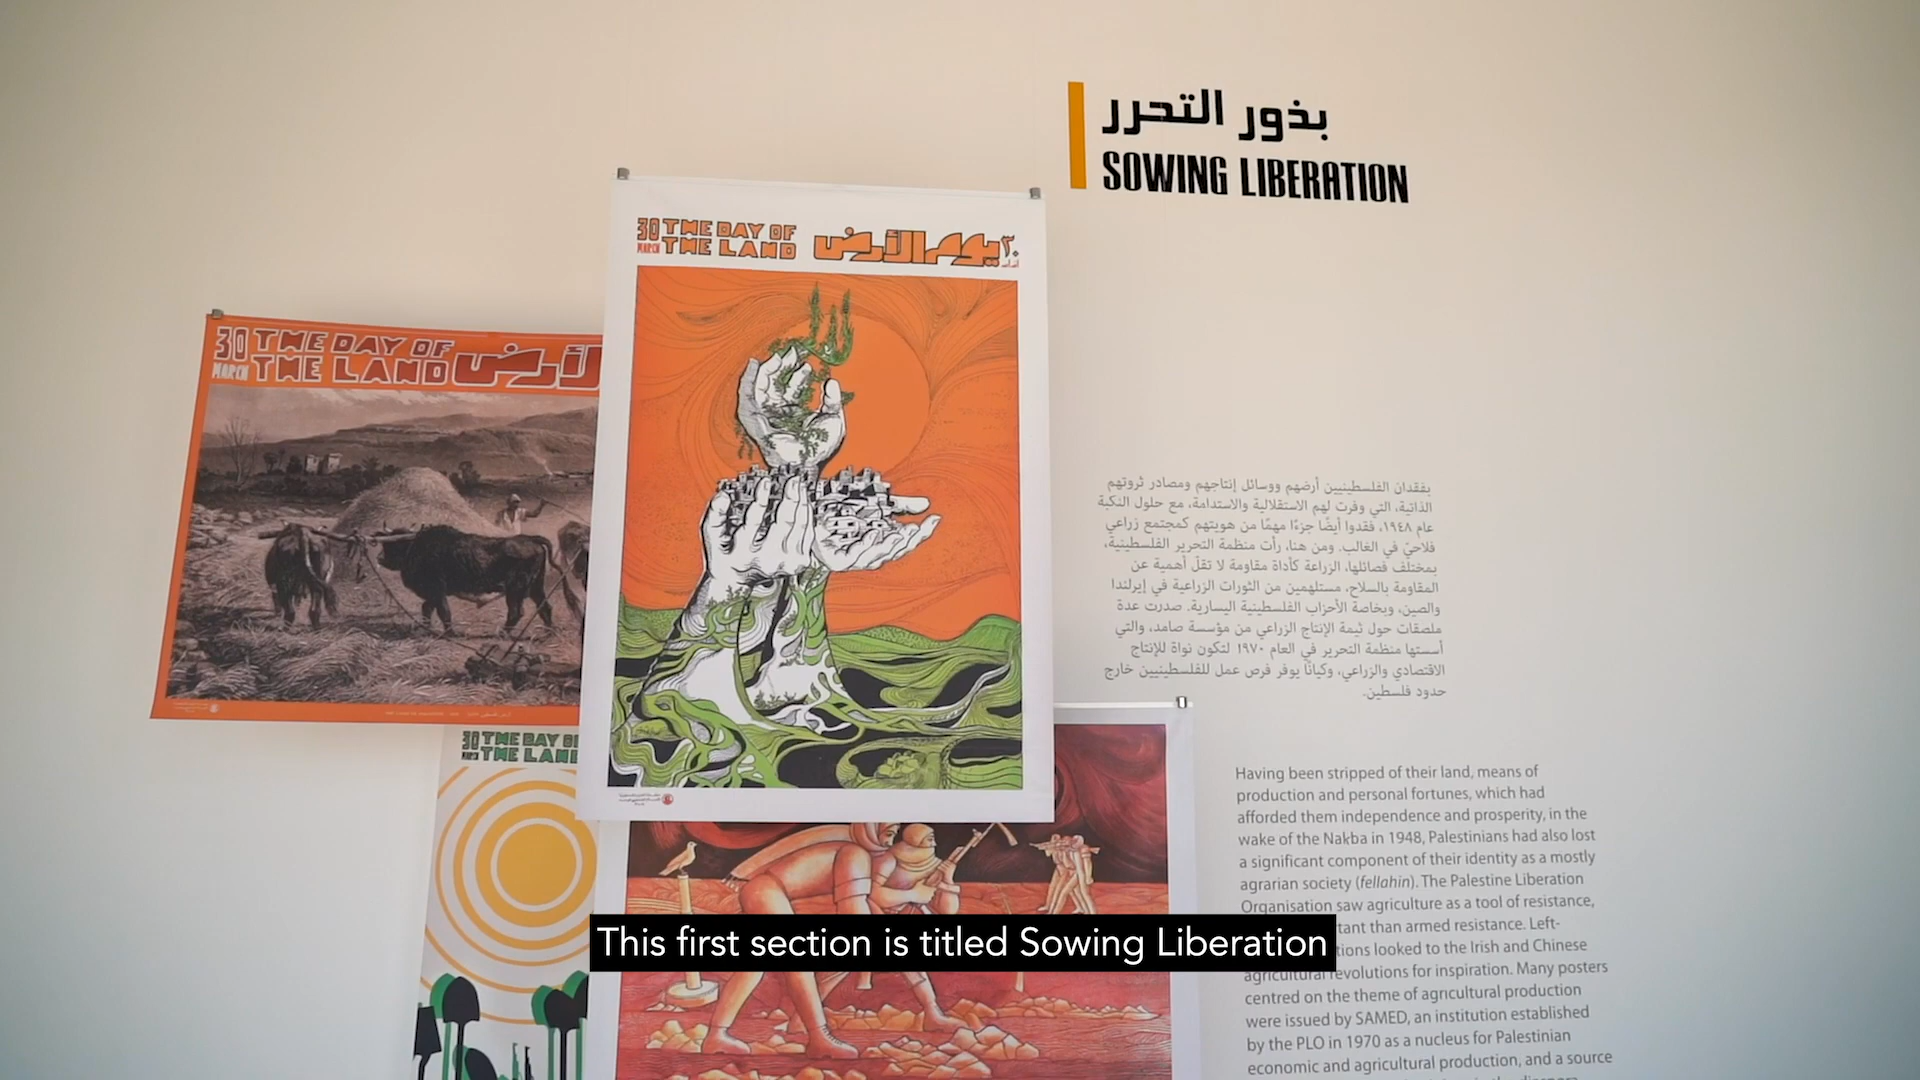 بذور التحرر
SOWING LIBERATION
30 MARCH THE DAY OF
THE LAND
يوم الأرض ٣٠
30 MARCH THE DAY OF
THE LAND
الأرض
30 MARCH THE DAY OF
THE LAND
بفقدان الفلسطينيين أرضهم ووسائل إنتاجهم ومصادر ثروتهم
الذاتية، التي وفرت لهم الاستقلالية والاستدامة، مع حلول النكبة
عام ١٩٤٨، فقدوا أيضًا جزءًا مهمًا من هويتهم كمجتمع زراعي
فلاحيّ في الغالب. ومن هنا، رأت منظمة التحرير الفلسطينية،
بمختلف فصائلها، الزراعة كأداة مقاومة لا تقلّ أهمية عن
المقاومة بالسلاح، مستلهمين من الثورات الزراعية في إيرلندا
والصين، وبخاصة الأحزاب الفلسطينية اليسارية. صدرت عدة
ملصقات حول ثيمة الإنتاج الزراعي من مؤسسة صامد، والتي
أسستها منظمة التحرير في العام ١٩٧٠ لتكون نواة للإنتاج
الاقتصادي والزراعي، وكيانًا يوفر فرص عمل للفلسطينيين خارج
حدود فلسطين.
Having been stripped of their land, means of
production and personal fortunes, which had
afforded them independence and prosperity, in the
wake of the Nakba in 1948, Palestinians had also lost
a significant component of their identity as a mostly
agrarian society (fellahin). The Palestine Liberation
Organisation saw agriculture as a tool of resistance,
than armed resistance. Left-
looked to the Irish and Chinese
agricultural revolutions for inspiration. Many posters
centred on the theme of agricultural production
were issued by SAMED, an institution established
by the PLO in 1970 as a nucleus for Palestinian
economic and agricultural production, and a source
This first section is titled Sowing Liberation